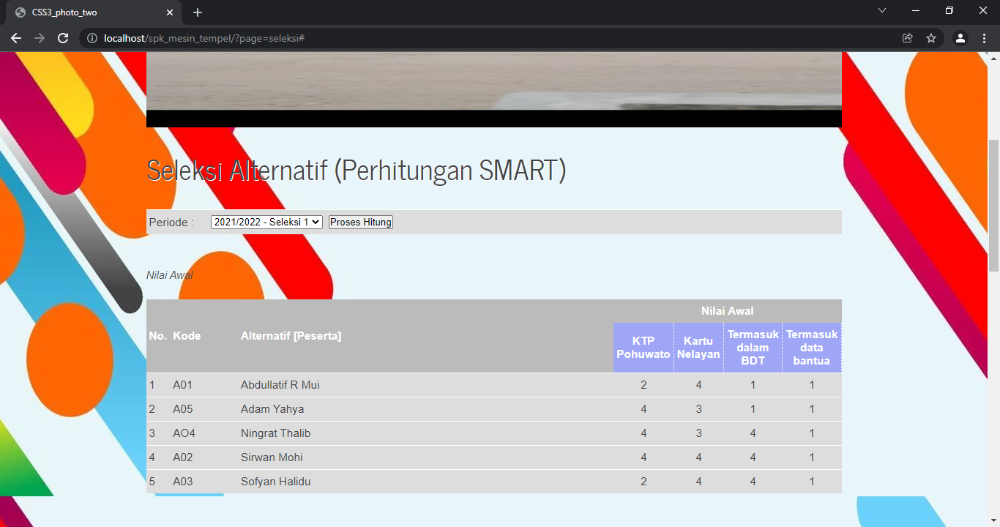 CSS3_photo_two
localhost/spk_mesin_tempel/?page=seleksi#
Seleksi Alternatif (Perhitungan SMART)
Periode : 2021/2022 - Seleksi 1 Proses Hitung
Nilai Awal
No. Kode Alternatif [Peserta] Nilai Awal
KTP Pohuwato Kartu Nelayan Termasuk dalam BDT Termasuk data bantua
1 A01 Abdullatif R Mui 2 4 1 1
2 A05 Adam Yahya 4 3 1 1
3 AO4 Ningrat Thalib 4 3 4 1
4 A02 Sirwan Mohi 4 4 4 1
5 A03 Sofyan Halidu 2 4 4 1